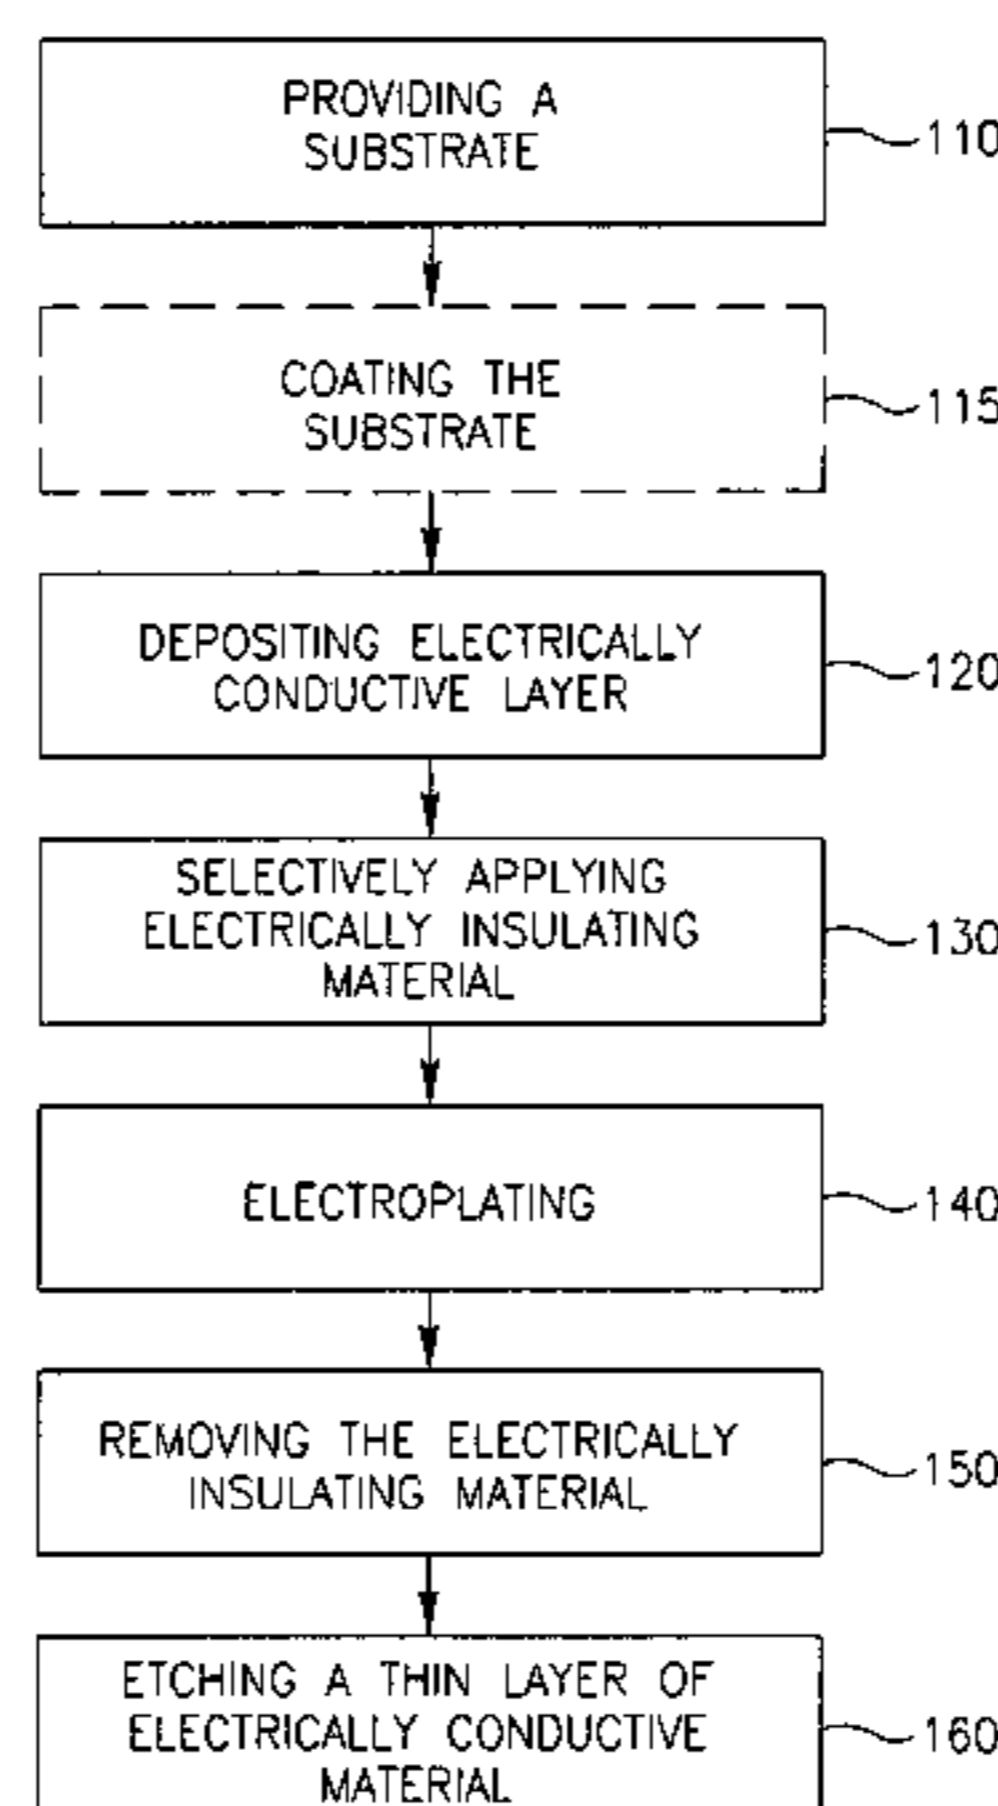 PROVIDING A
SUBSTRATE
110
COATING THE
SUBSTRATE
115
DEPOSITING ELECTRICALLY
CONDUCTIVE LAYER
120
SELECTIVELY APPLYING
ELECTRICALLY INSULATING
MATERIAL
130
ELECTROPLATING
140
REMOVING THE ELECTRICALLY
INSULATING MATERIAL
150
ETCHING A THIN LAYER OF
ELECTRICALLY CONDUCTIVE
MATERIAL
160